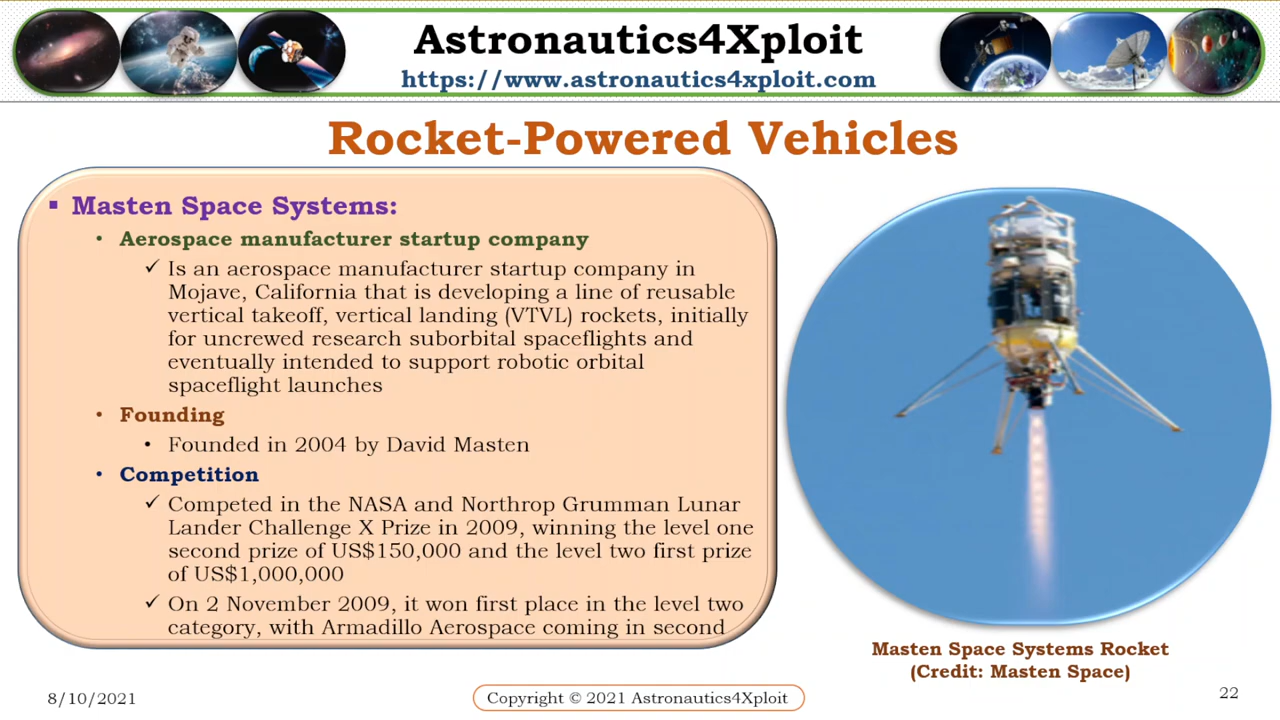 Astronautics4Xploit
https://www.astronautics4xploit.com
Rocket-Powered Vehicles
▪ Masten Space Systems:
• Aerospace manufacturer startup company
✓ Is an aerospace manufacturer startup company in
Mojave, California that is developing a line of reusable
vertical takeoff, vertical landing (VTVL) rockets, initially
for uncrewed research suborbital spaceflights and
eventually intended to support robotic orbital
spaceflight launches
• Founding
• Founded in 2004 by David Masten
• Competition
✓ Competed in the NASA and Northrop Grumman Lunar
Lander Challenge X Prize in 2009, winning the level one
second prize of US$150,000 and the level two first prize
of US$1,000,000
✓ On 2 November 2009, it won first place in the level two
category, with Armadillo Aerospace coming in second
Masten Space Systems Rocket
(Credit: Masten Space)
8/10/2021
Copyright © 2021 Astronautics4Xploit
22